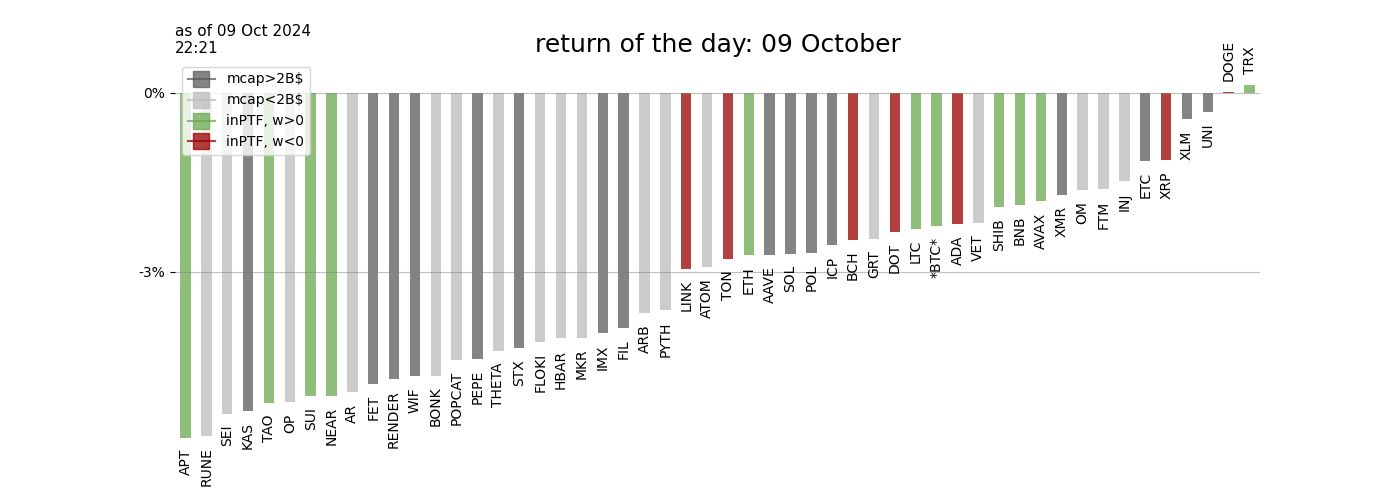 as of 09 Oct 2024
22:21
return of the day: 09 October
mcap>2B$
mcap<2B$
inPTF, w>0
inPTF, w<0
0%
-3%
APT
RUNE
SEI
KAS
TAO
OP
SUI
NEAR
AR
FET
RENDER
WIF
BONK
POPCAT
PEPE
THETA
STX
FLOKI
HBAR
MKR
IMX
FIL
ARB
PYTH
LINK
ATOM
TON
ETH
AAVE
SOL
POL
ICP
BCH
GRT
DOT
LTC
*BTC*
ADA
VET
SHIB
BNB
AVAX
XMR
OM
FTM
INJ
ETC
XRP
XLM
UNI
DOGE
TRX